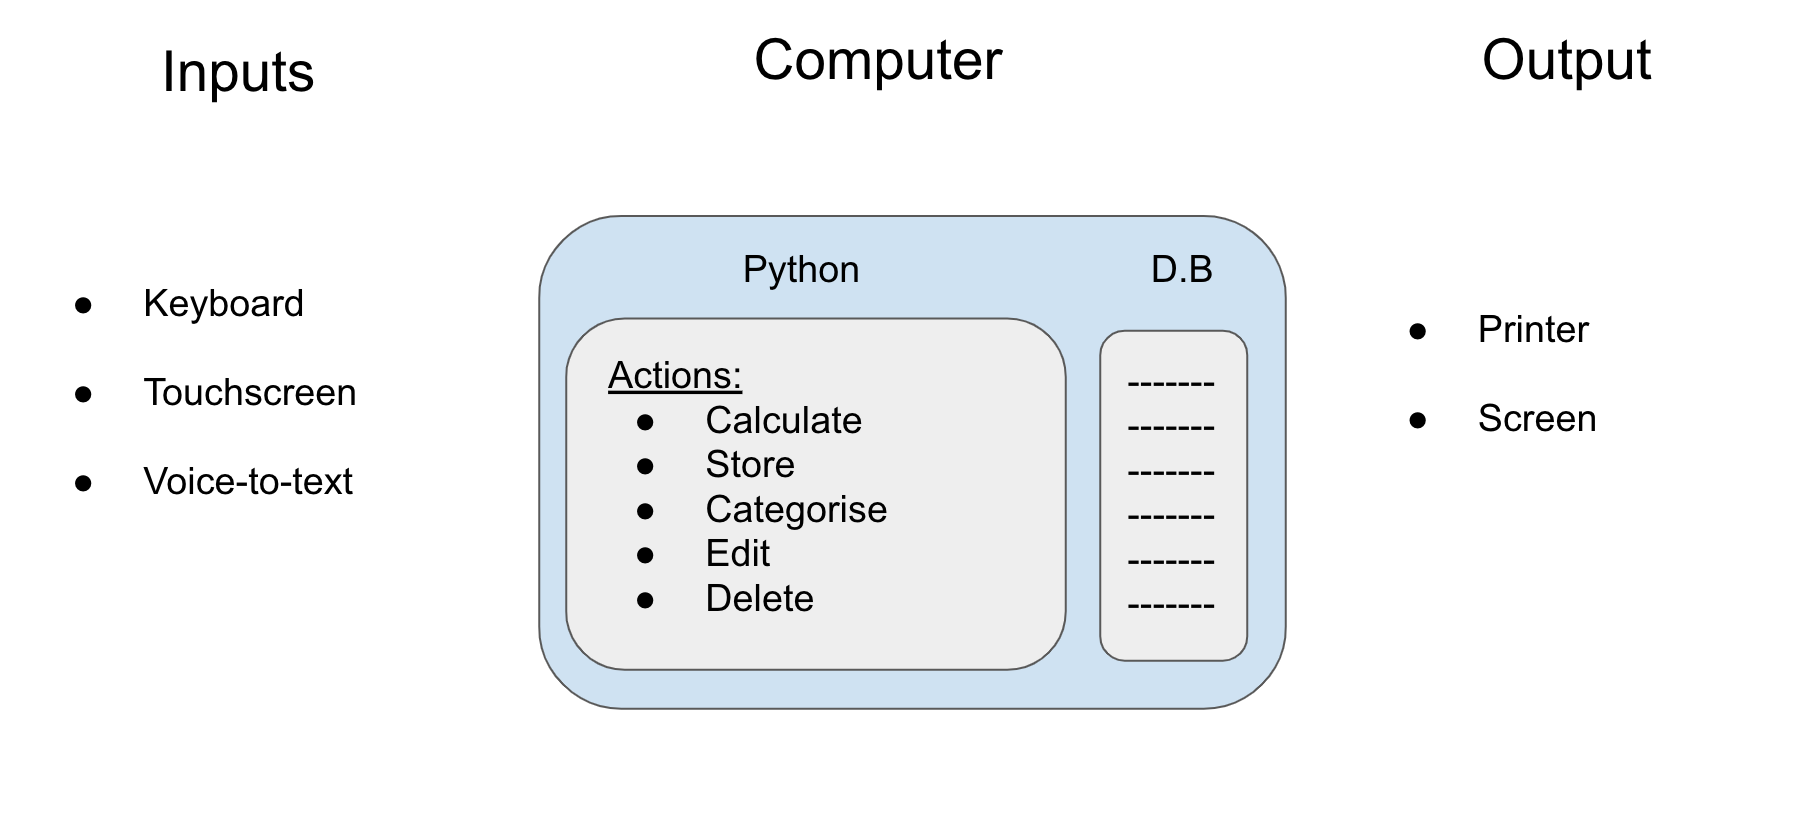 Inputs
Computer
Output
● Keyboard
● Touchscreen
● Voice-to-text
Python
Actions:
● Calculate
● Store
● Categorise
● Edit
● Delete
D.B
-------
-------
-------
-------
-------
-------
● Printer
● Screen